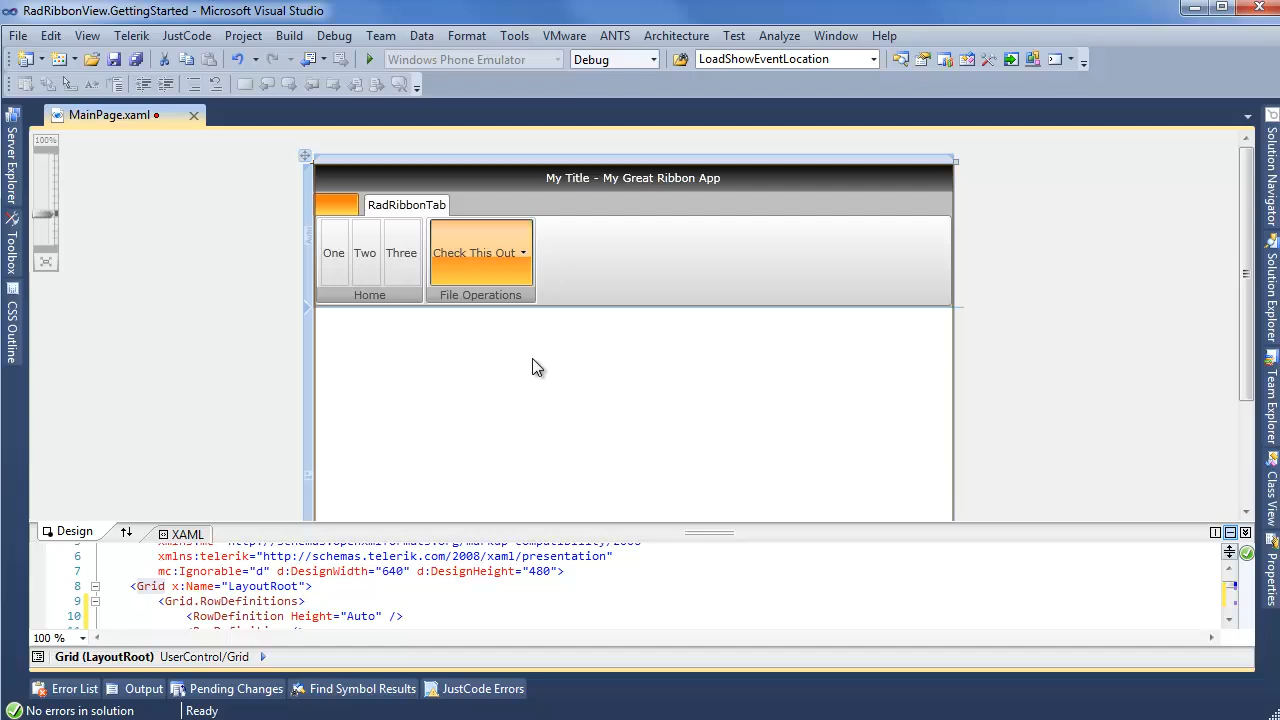 RadRibbonView.GettingStarted - Microsoft Visual Studio
File Edit View Telerik JustCode Project Build Debug Team Data Format Tools VMware ANTS Architecture Test Analyze Window Help
Windows Phone Emulator Debug LoadShowEventLocation
MainPage.xaml
100%
Server Explorer
Toolbox
CSS Outline
My Title - My Great Ribbon App
RadRibbonTab
One Two Three Check This Out
Home File Operations
Solution Navigator
Solution Explorer
Team Explorer
Class View
Properties
Design XAML
6 xmlns:telerik="http://schemas.telerik.com/2008/xaml/presentation"
7 mc:Ignorable="d" d:DesignWidth="640" d:DesignHeight="480">
8 <Grid x:Name="LayoutRoot">
9 <Grid.RowDefinitions>
10 <RowDefinition Height="Auto" />
100 %
Grid (LayoutRoot) UserControl/Grid
Error List Output Pending Changes Find Symbol Results JustCode Errors
No errors in solution Ready